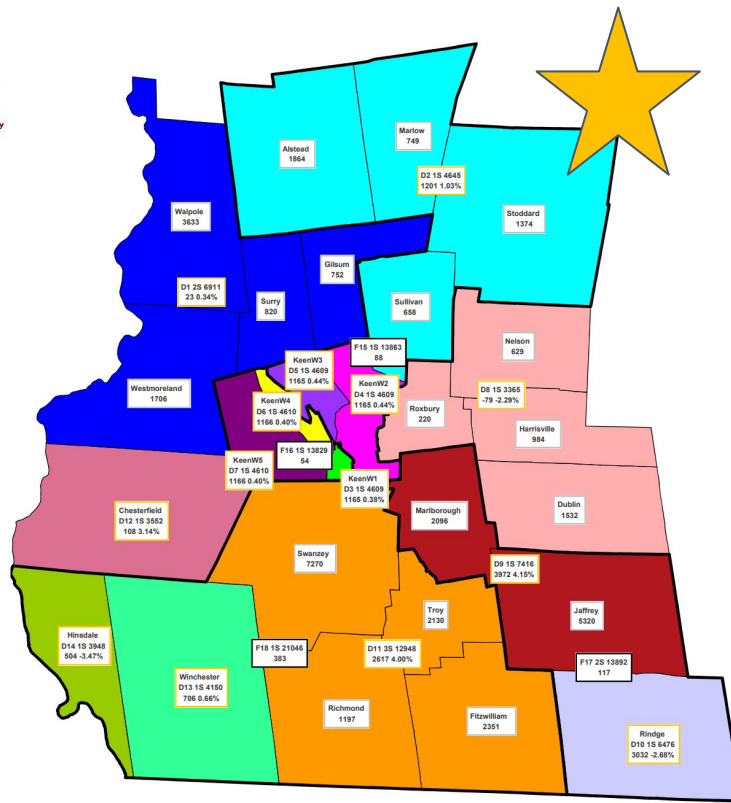 y
Alstead
1864
Marlow
749
D2 1S 4645
1201 1.03%
Walpole
3633
Stoddard
1374
Gilsum
752
D1 2S 6911
23 0.34%
Surry
820
Sullivan
658
Nelson
629
F15 1S 13863
88
KeenW3
D5 1S 4609
1165 0.44%
KeenW2
D4 1S 4609
1165 0.44%
Westmoreland
1706
D8 1S 3365
-79 -2.29%
KeenW4
D6 1S 4610
1166 0.40%
Roxbury
220
Harrisville
984
F16 1S 13829
54
KeenW5
D7 1S 4610
1166 0.40%
KeenW1
D3 1S 4609
1165 0.38%
Chesterfield
D12 1S 3552
108 3.14%
Marlborough
2096
Dublin
1532
Swanzey
7270
D9 1S 7416
3972 4.15%
Troy
2130
Jaffrey
5320
Hinsdale
D14 1S 3948
504 -3.47%
F18 1S 21046
383
D11 3S 12948
2617 4.00%
F17 2S 13892
117
Winchester
D13 1S 4150
706 0.66%
Richmond
1197
Fitzwilliam
2351
Rindge
D10 1S 6476
3032 -2.68%